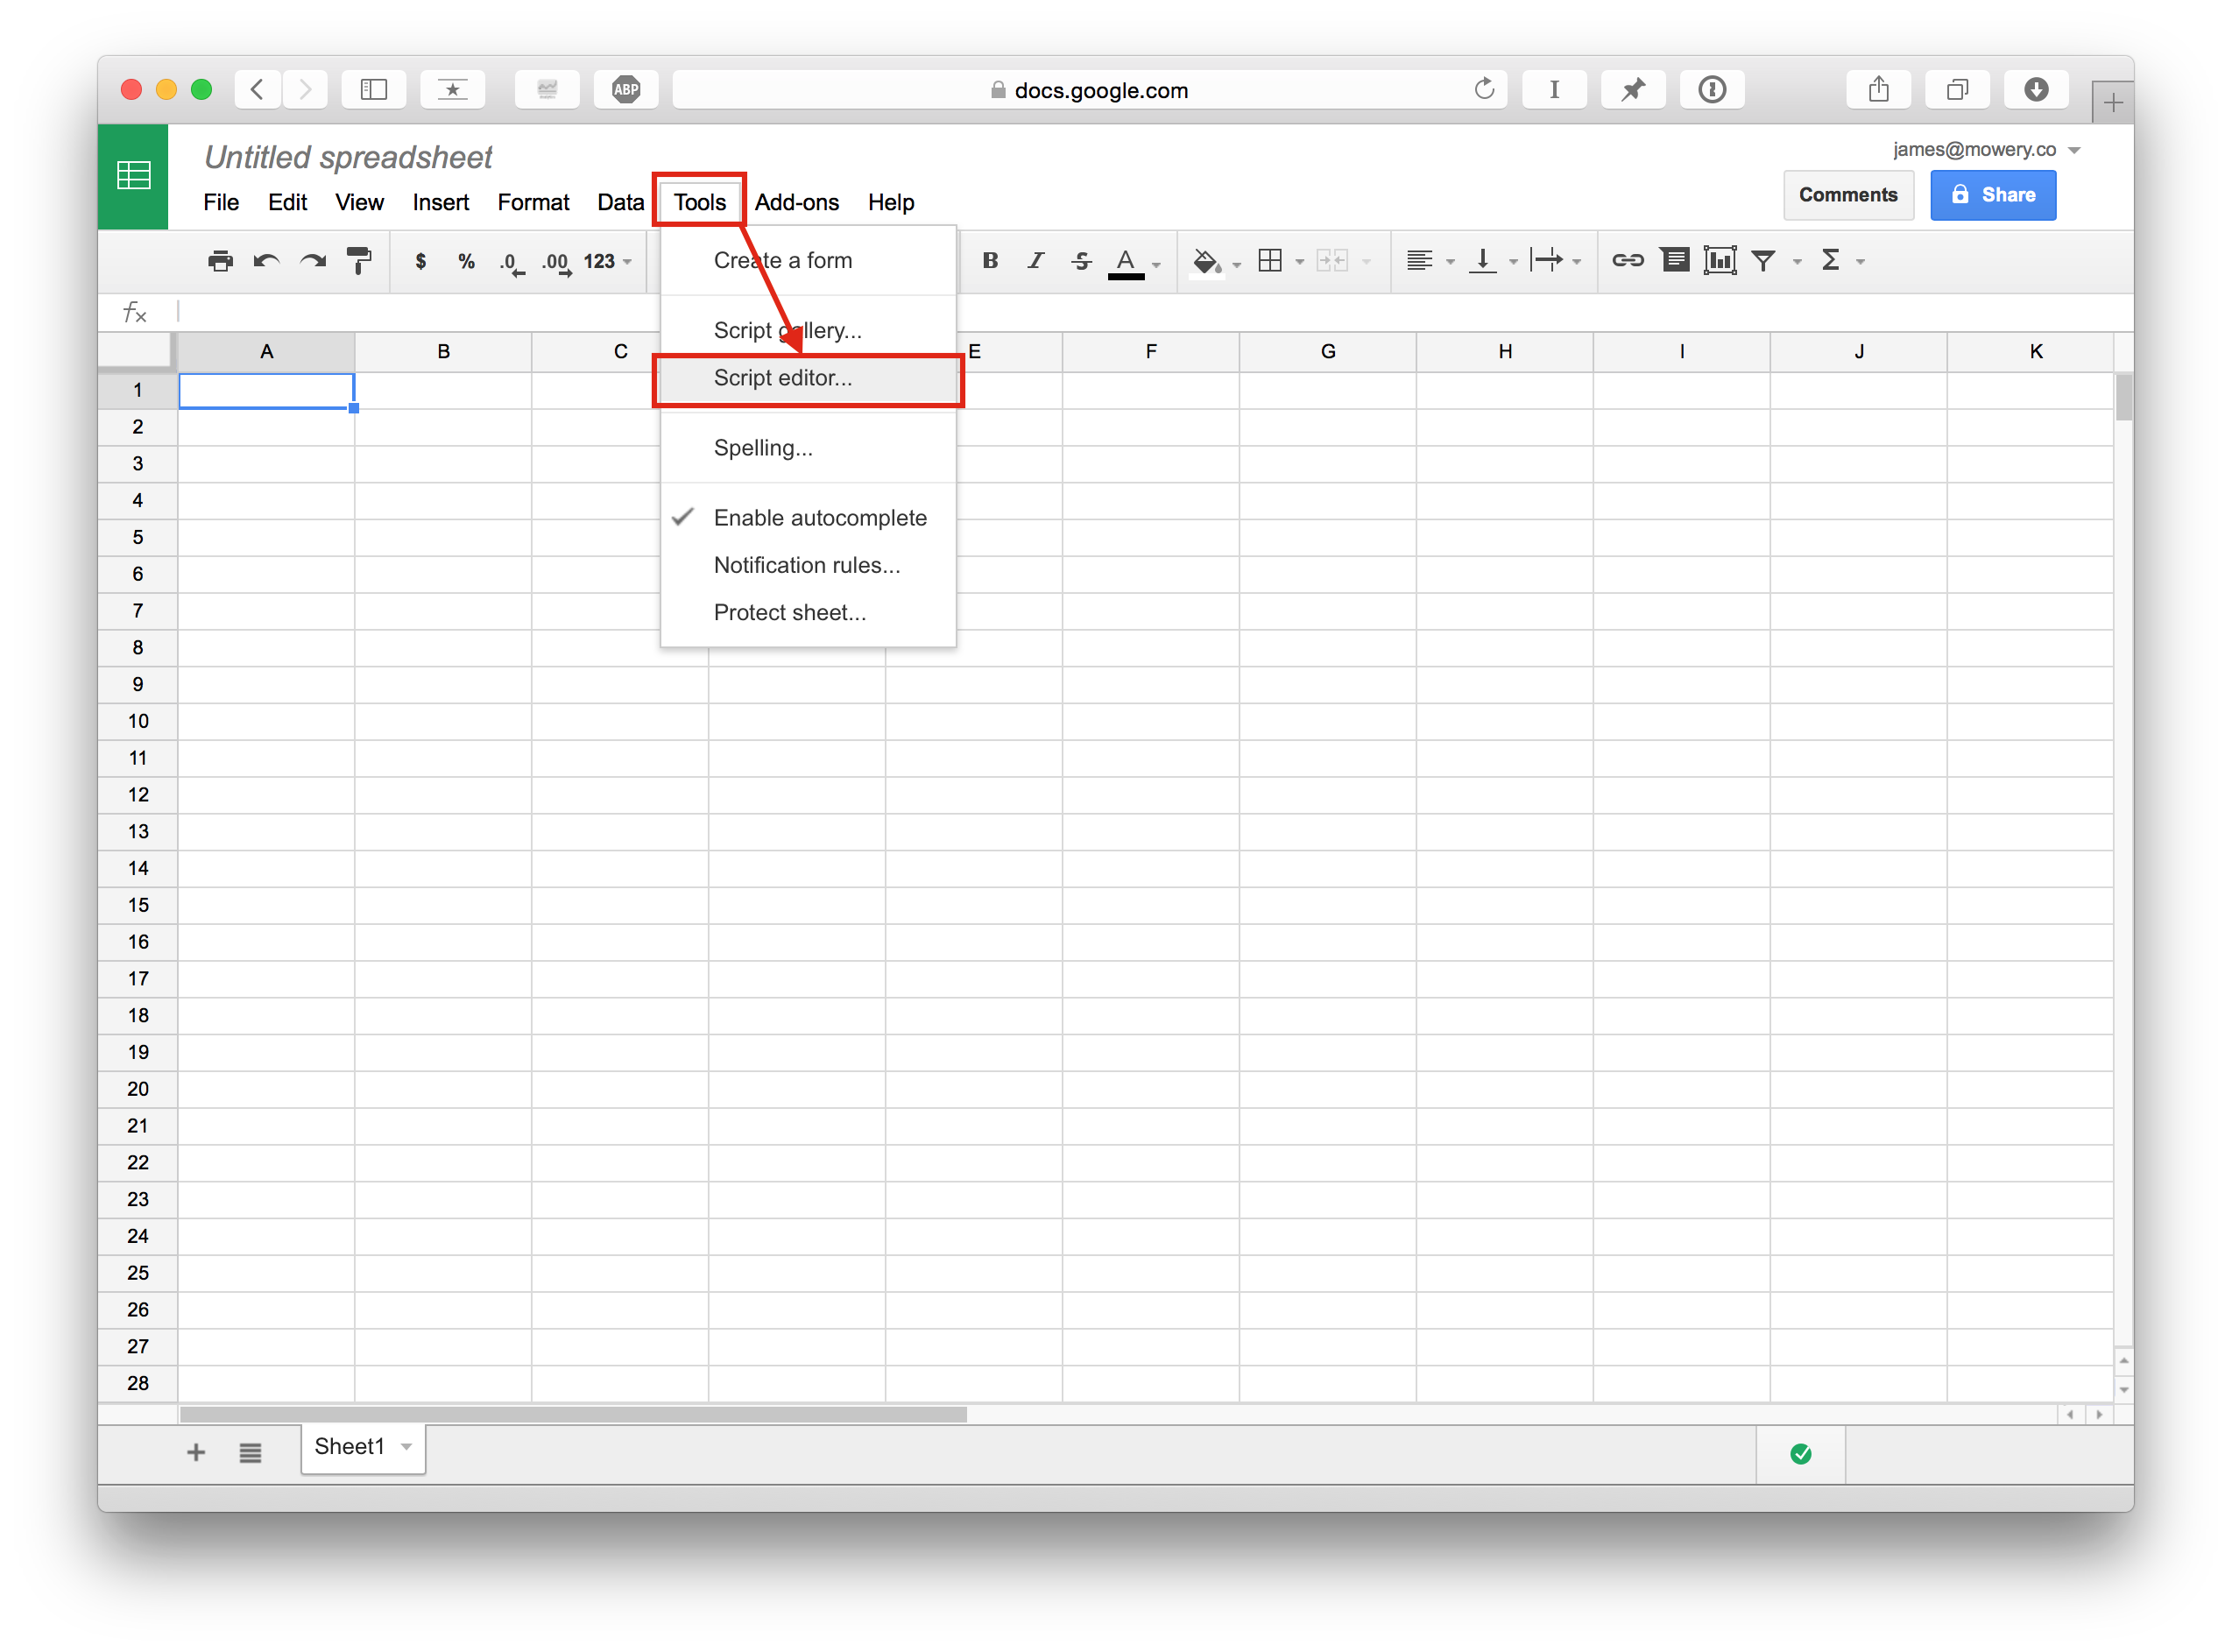 ABP
docs.google.com
Untitled spreadsheet
james@mowery.co
File Edit View Insert Format Data Tools Add-ons Help
Comments
Share
$ % .0 .00 123
B I S A
Σ
Create a form
Script gallery...
Script editor...
Spelling...
Enable autocomplete
Notification rules...
Protect sheet...
fx
A B C E F G H I J K
1
2
3
4
5
6
7
8
9
10
11
12
13
14
15
16
17
18
19
20
21
22
23
24
25
26
27
28
Sheet1